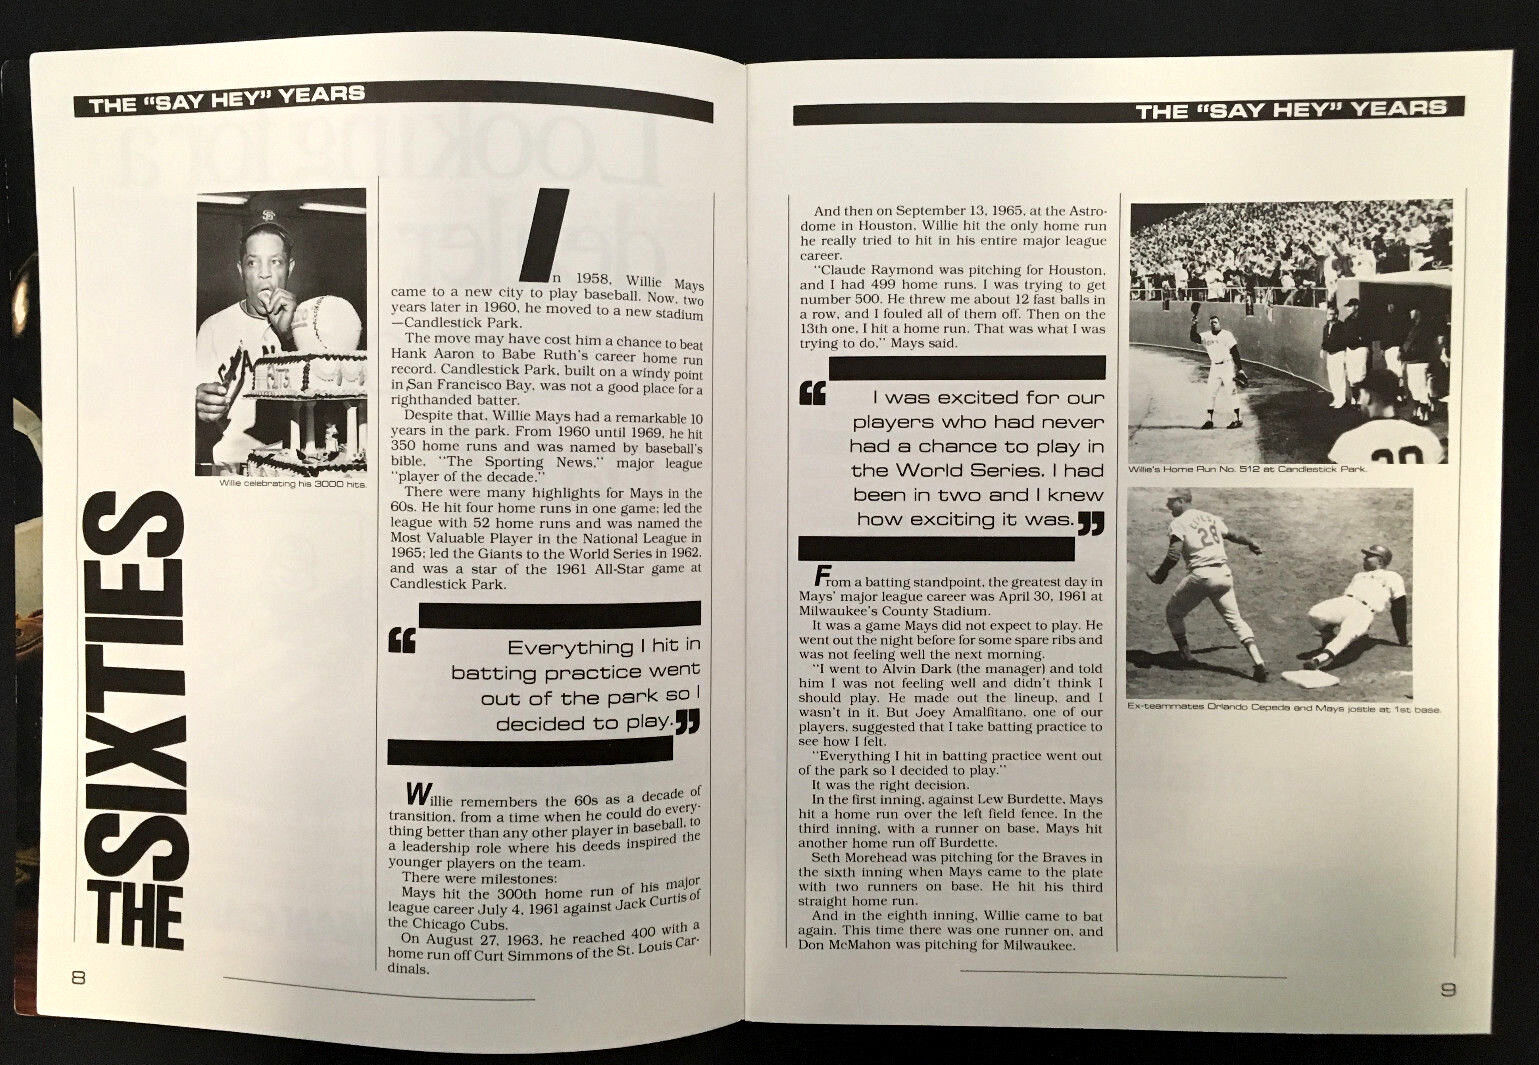 THE "SAY HEY" YEARS
THE SIXTIES
Willie celebrating his 3000 hits.
In 1958, Willie Mays
came to a new city to play baseball. Now, two
years later in 1960, he moved to a new stadium
—Candlestick Park.
The move may have cost him a chance to beat
Hank Aaron to Babe Ruth's career home run
record. Candlestick Park, built on a windy point
in San Francisco Bay, was not a good place for a
righthanded batter.
Despite that, Willie Mays had a remarkable 10
years in the park. From 1960 until 1969, he hit
350 home runs and was named by baseball's
bible, "The Sporting News," major league
"player of the decade."
There were many highlights for Mays in the
60s. He hit four home runs in one game; led the
league with 52 home runs and was named the
Most Valuable Player in the National League in
1965; led the Giants to the World Series in 1962,
and was a star of the 1961 All-Star game at
Candlestick Park.
"Everything I hit in
batting practice went
out of the park so I
decided to play."
Willie remembers the 60s as a decade of
transition, from a time when he could do every-
thing better than any other player in baseball, to
a leadership role where his deeds inspired the
younger players on the team.
There were milestones:
Mays hit the 300th home run of his major
league career July 4, 1961 against Jack Curtis of
the Chicago Cubs.
On August 27, 1963, he reached 400 with a
home run off Curt Simmons of the St. Louis Car-
dinals.
8
THE "SAY HEY" YEARS
And then on September 13, 1965, at the Astro-
dome in Houston, Willie hit the only home run
he really tried to hit in his entire major league
career.
"Claude Raymond was pitching for Houston,
and I had 499 home runs. I was trying to get
number 500. He threw me about 12 fast balls in
a row, and I fouled all of them off. Then on the
13th one, I hit a home run. That was what I was
trying to do," Mays said.
"I was excited for our
players who had never
had a chance to play in
the World Series. I had
been in two and I knew
how exciting it was."
From a batting standpoint, the greatest day in
Mays' major league career was April 30, 1961 at
Milwaukee's County Stadium.
It was a game Mays did not expect to play. He
went out the night before for some spare ribs and
was not feeling well the next morning.
"I went to Alvin Dark (the manager) and told
him I was not feeling well and didn't think I
should play. He made out the lineup, and I
wasn't in it. But Joey Amalfitano, one of our
players, suggested that I take batting practice to
see how I felt.
"Everything I hit in batting practice went out
of the park so I decided to play."
It was the right decision.
In the first inning, against Lew Burdette, Mays
hit a home run over the left field fence. In the
third inning, with a runner on base, Mays hit
another home run off Burdette.
Seth Morehead was pitching for the Braves in
the sixth inning when Mays came to the plate
with two runners on base. He hit his third
straight home run.
And in the eighth inning, Willie came to bat
again. This time there was one runner on, and
Don McMahon was pitching for Milwaukee.
Willie's Home Run No. 512 at Candlestick Park.
28
Ex-teammates Orlando Cepeda and Mays jostle at 1st base.
9